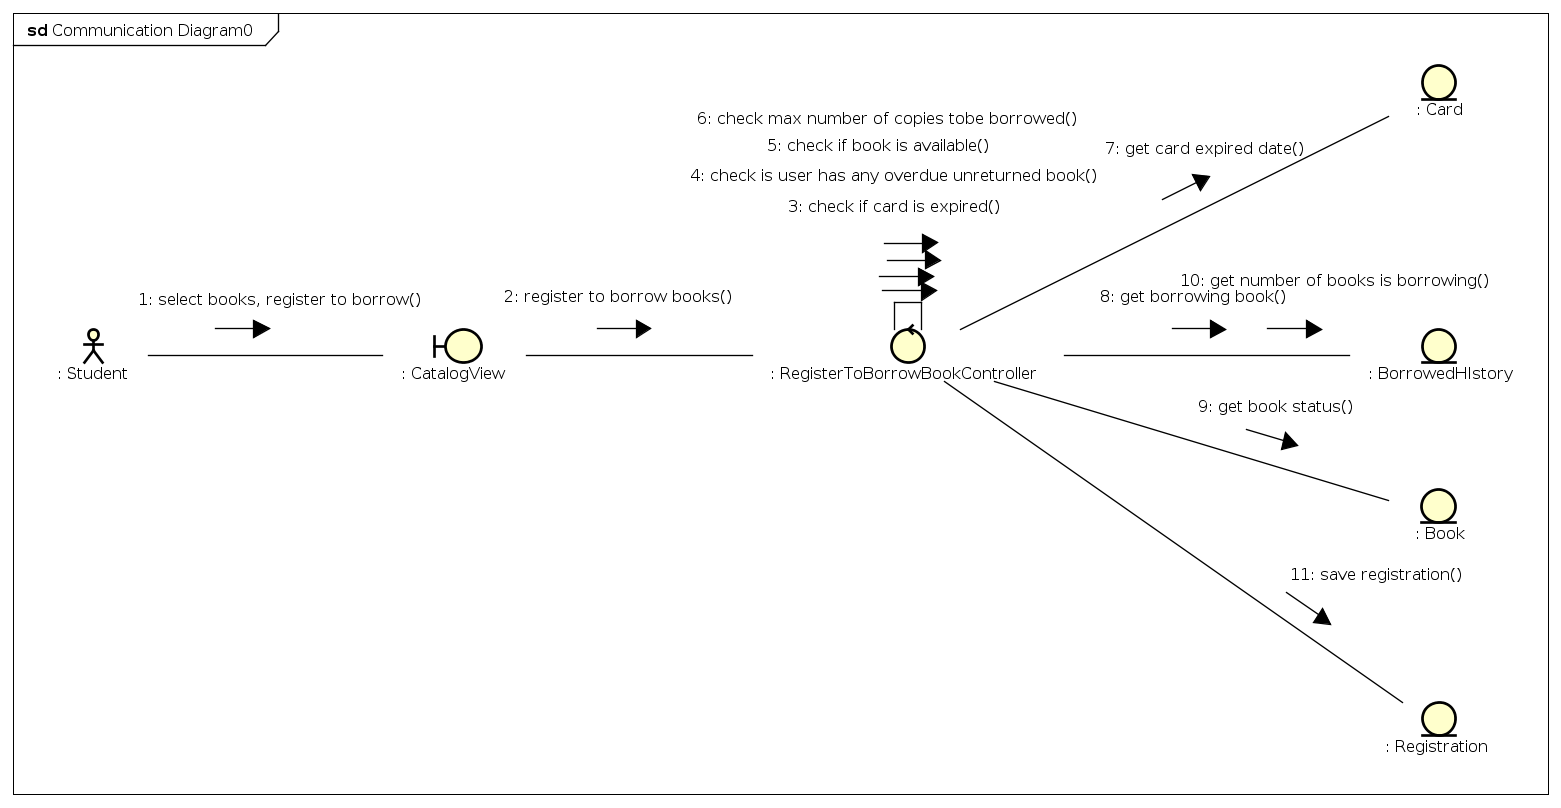 sd Communication Diagram0
: Card
6: check max number of copies tobe borrowed()
5: check if book is available()
7: get card expired date()
4: check is user has any overdue unreturned book()
3: check if card is expired()
10: get number of books is borrowing()
1: select books, register to borrow()
2: register to borrow books()
8: get borrowing book()
: Student
: CatalogView
: RegisterToBorrowBookController
: BorrowedHIstory
9: get book status()
: Book
11: save registration()
: Registration